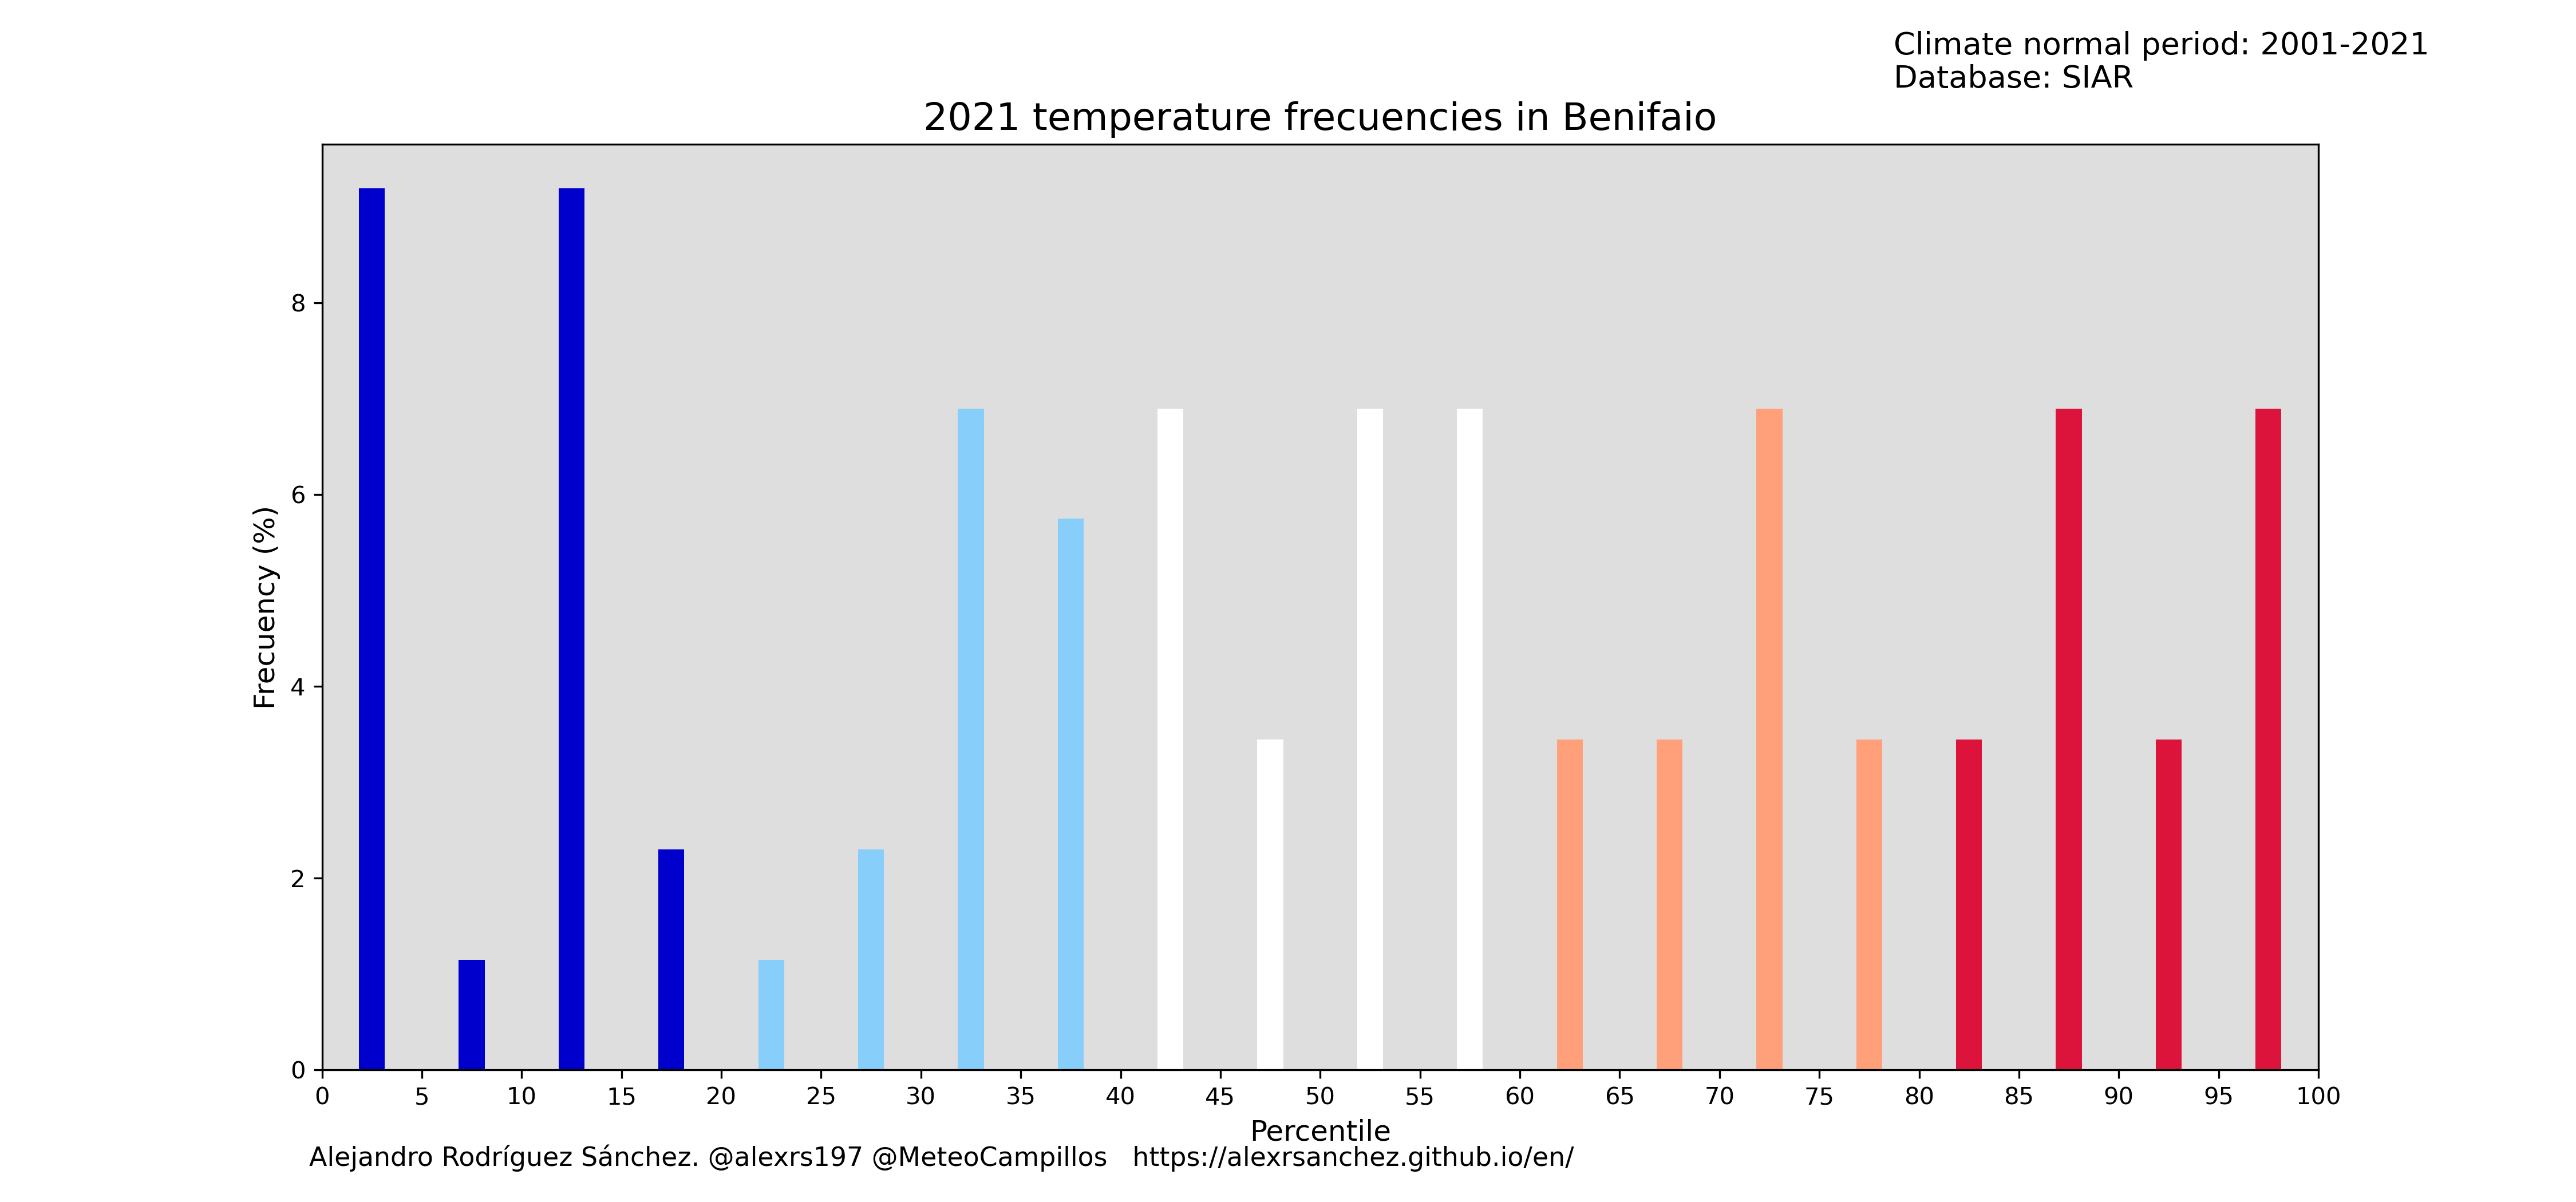 Climate normal period: 2001-2021
Database: SIAR
2021 temperature frecuencies in Benifaio
Frecuency (%)
8
6
4
2
0
0 5 10 15 20 25 30 35 40 45 50 55 60 65 70 75 80 85 90 95 100
Percentile
Alejandro Rodríguez Sánchez. @alexrs197 @MeteoCampillos https://alexrsanchez.github.io/en/